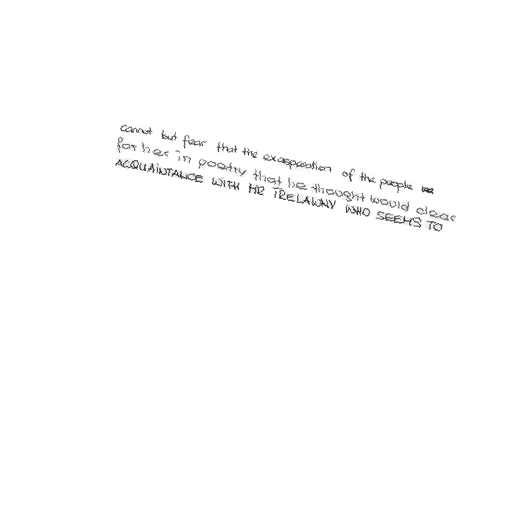 cannot but fear that the exasperation of the people
for her in poetry that he thought would clear
ACQUAINTANCE WITH MR TRELAWNY WHO SEEMS TO